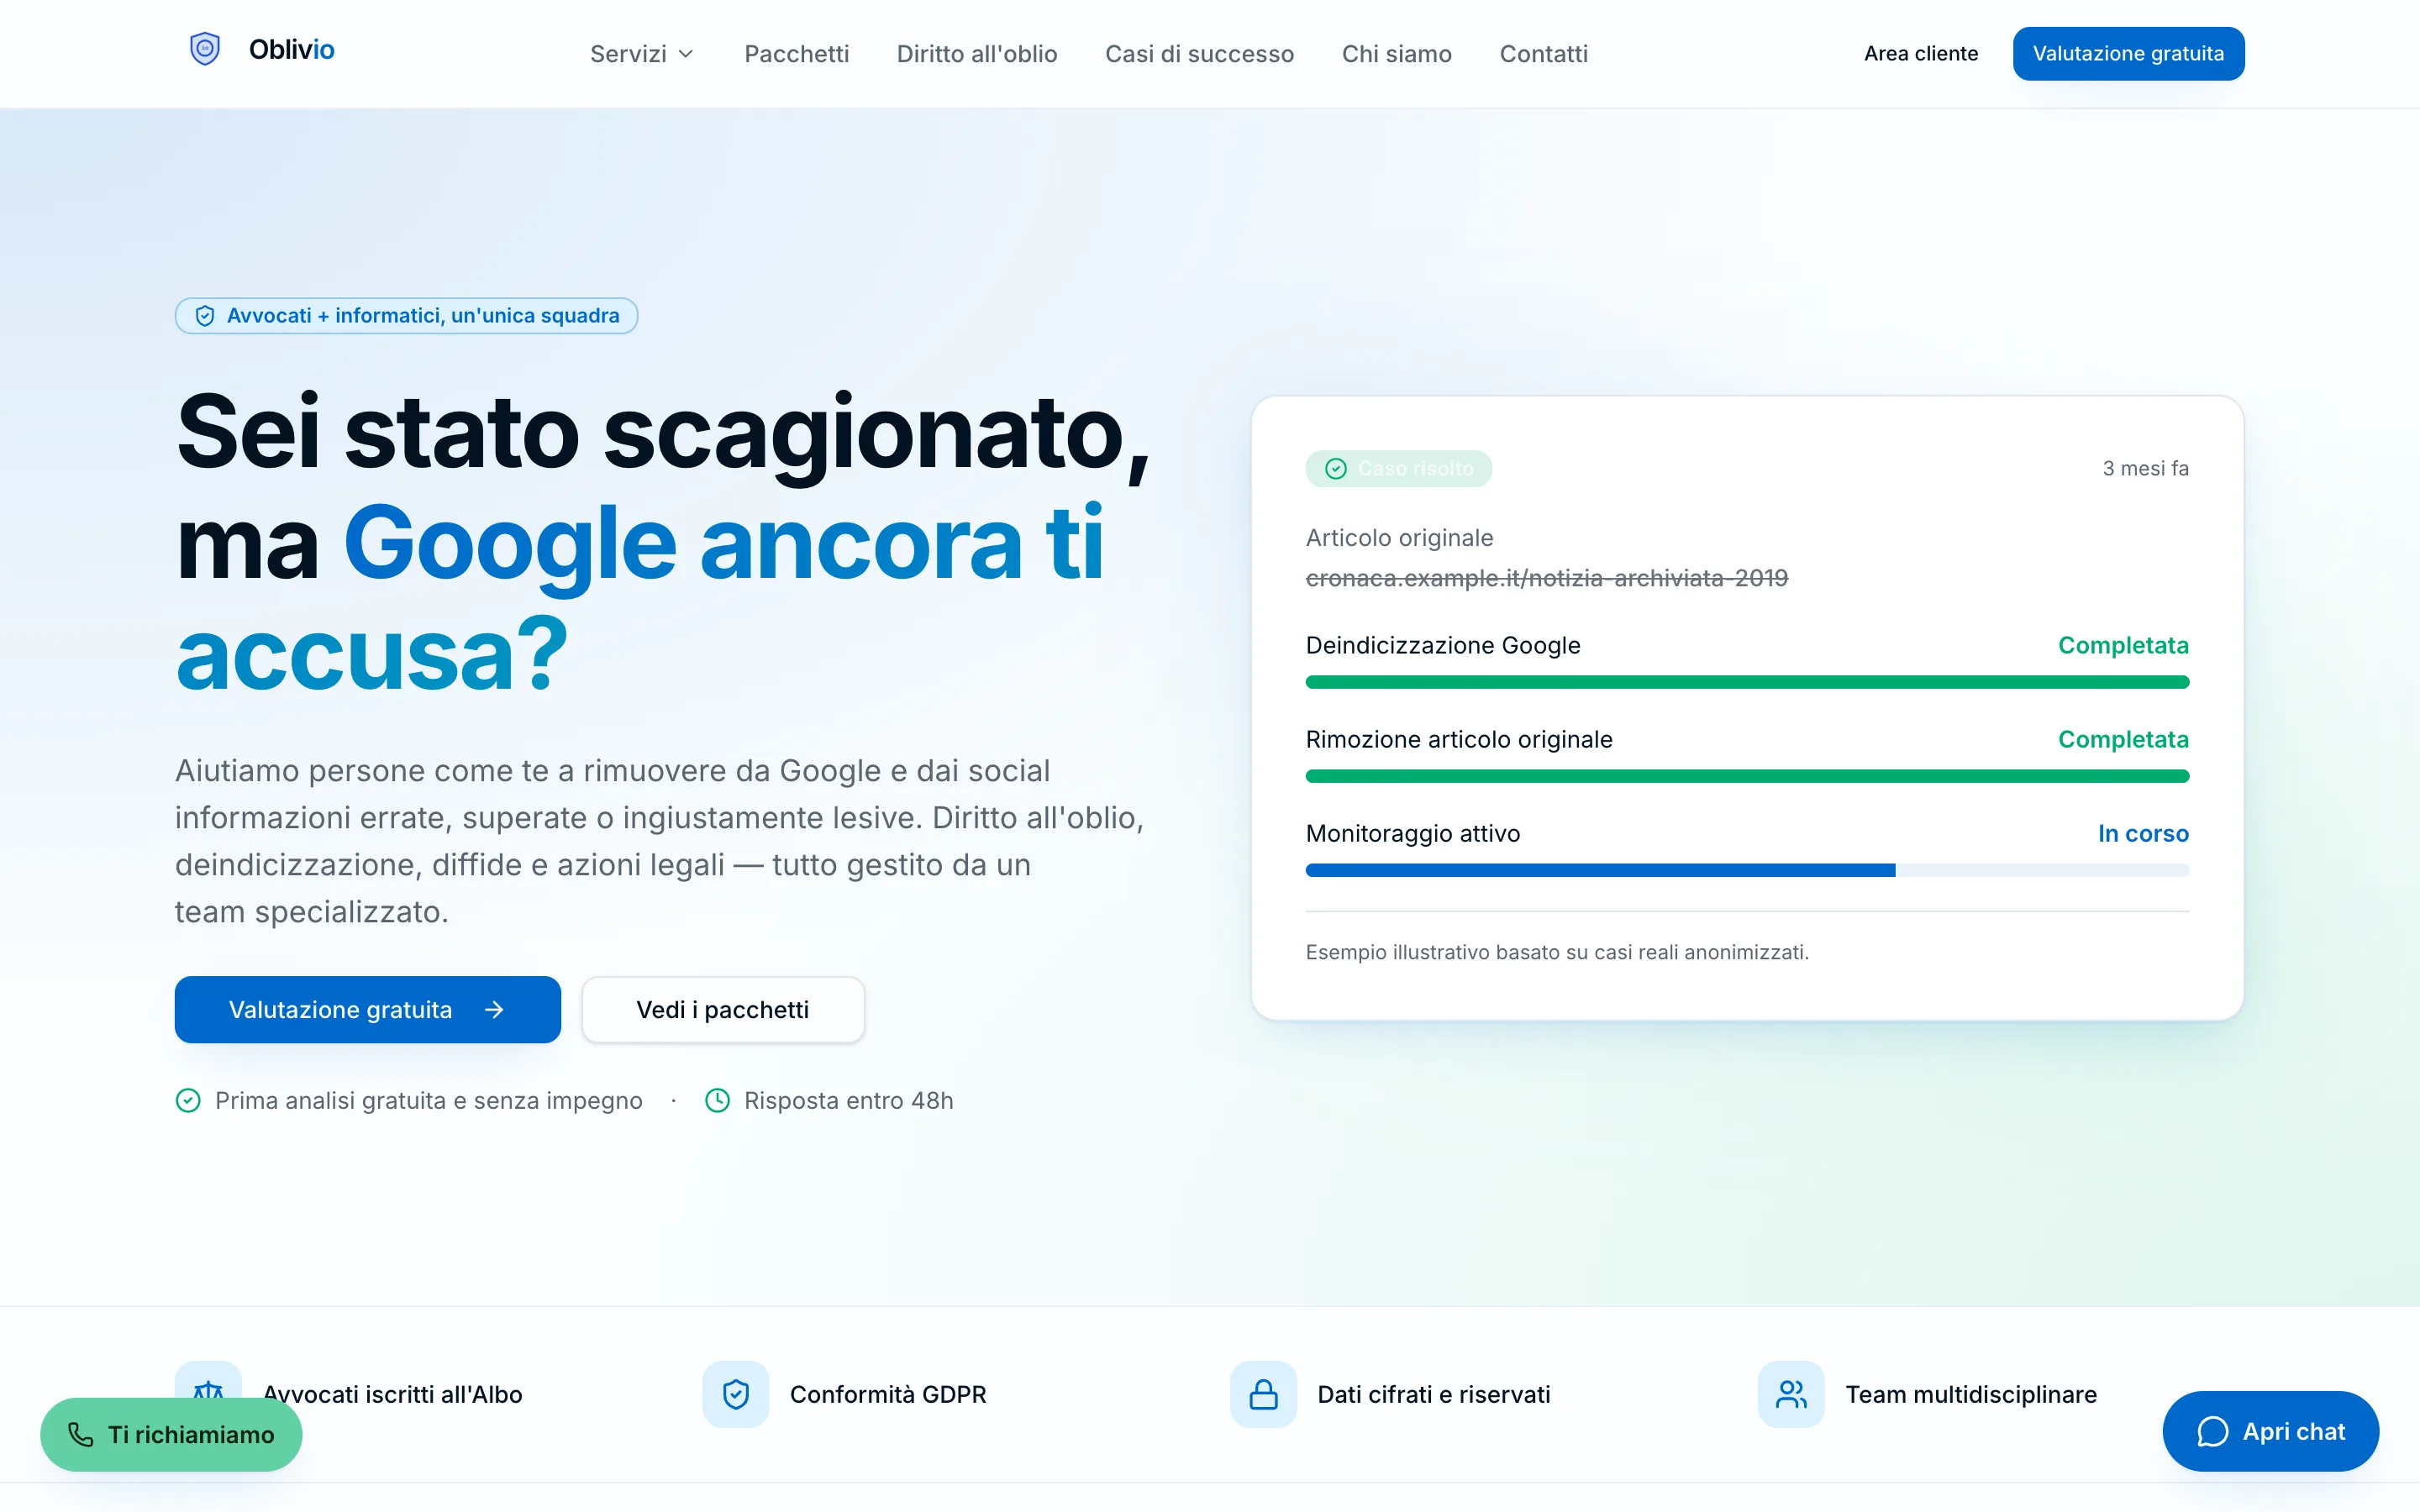 Oblivio
Servizi
Pacchetti
Diritto all'oblio
Casi di successo
Chi siamo
Contatti
Area cliente
Valutazione gratuita
Avvocati + informatici, un'unica squadra
Sei stato scagionato,
ma Google ancora ti
accusa?
Aiutiamo persone come te a rimuovere da Google e dai social
informazioni errate, superate o ingiustamente lesive. Diritto all'oblio,
deindicizzazione, diffide e azioni legali — tutto gestito da un
team specializzato.
Valutazione gratuita
Vedi i pacchetti
Prima analisi gratuita e senza impegno · Risposta entro 48h
Caso risolto
3 mesi fa
Articolo originale
cronaca.example.it/notizia-archiviata-2019
Deindicizzazione Google
Completata
Rimozione articolo originale
Completata
Monitoraggio attivo
In corso
Esempio illustrativo basato su casi reali anonimizzati.
Avvocati iscritti all'Albo
Conformità GDPR
Dati cifrati e riservati
Team multidisciplinare
Ti richiamiamo
Apri chat